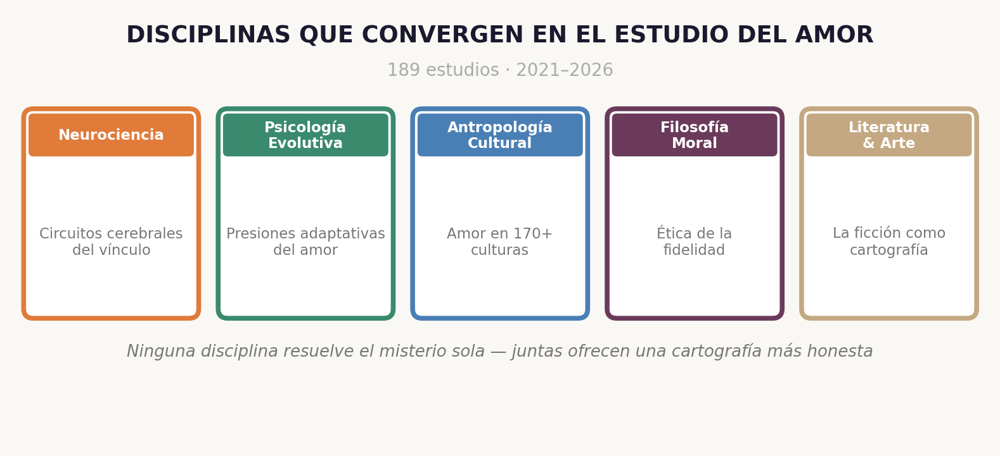 DISCIPLINAS QUE CONVERGEN EN EL ESTUDIO DEL AMOR
189 estudios · 2021–2026
Neurociencia
Circuitos cerebrales
del vínculo
Psicología
Evolutiva
Presiones adaptativas
del amor
Antropología
Cultural
Amor en 170+
culturas
Filosofía
Moral
Ética de la
fidelidad
Literatura
& Arte
La ficción como
cartografía
Ninguna disciplina resuelve el misterio sola — juntas ofrecen una cartografía más honesta